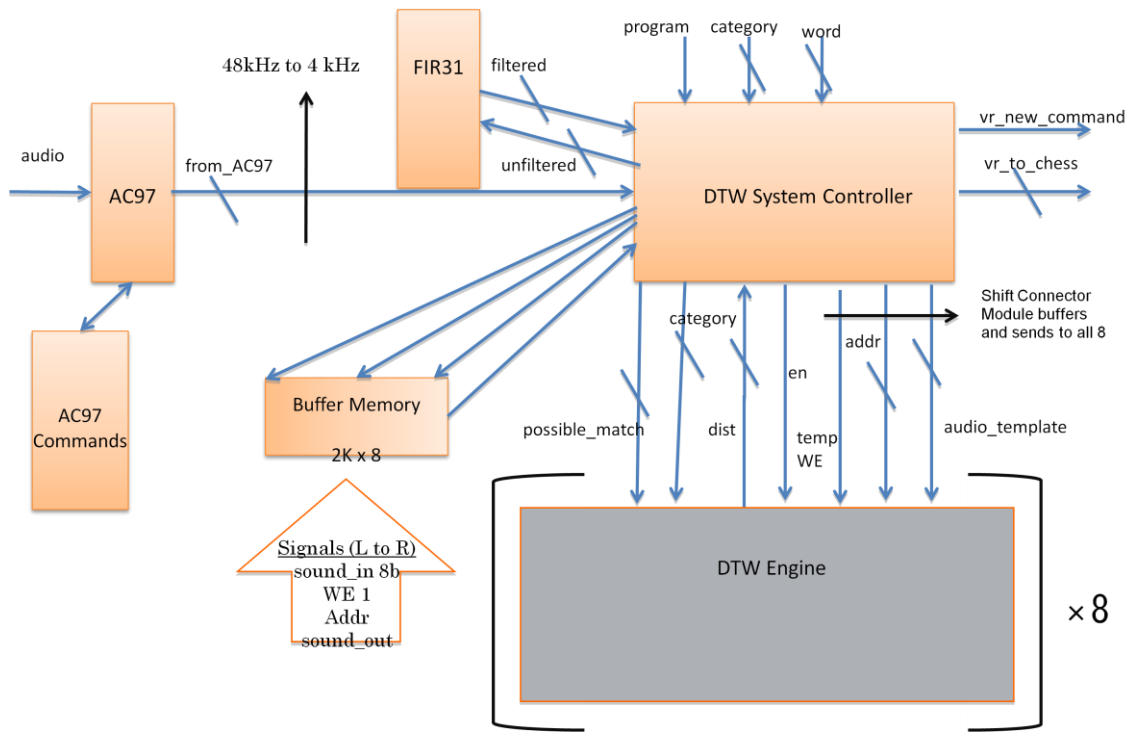 program
category
word
FIR31
filtered
48kHz to 4 kHz
vr_new_command
audio
from_AC97
unfiltered
vr_to_chess
AC97
DTW System Controller
Shift Connector
Module buffers
and sends to all 8
category
addr
en
AC97
Commands
Buffer Memory
2K x 8
possible_match
dist
temp
WE
audio_template
Signals (L to R)
sound_in 8b
WE 1
Addr
sound_out
DTW Engine
× 8